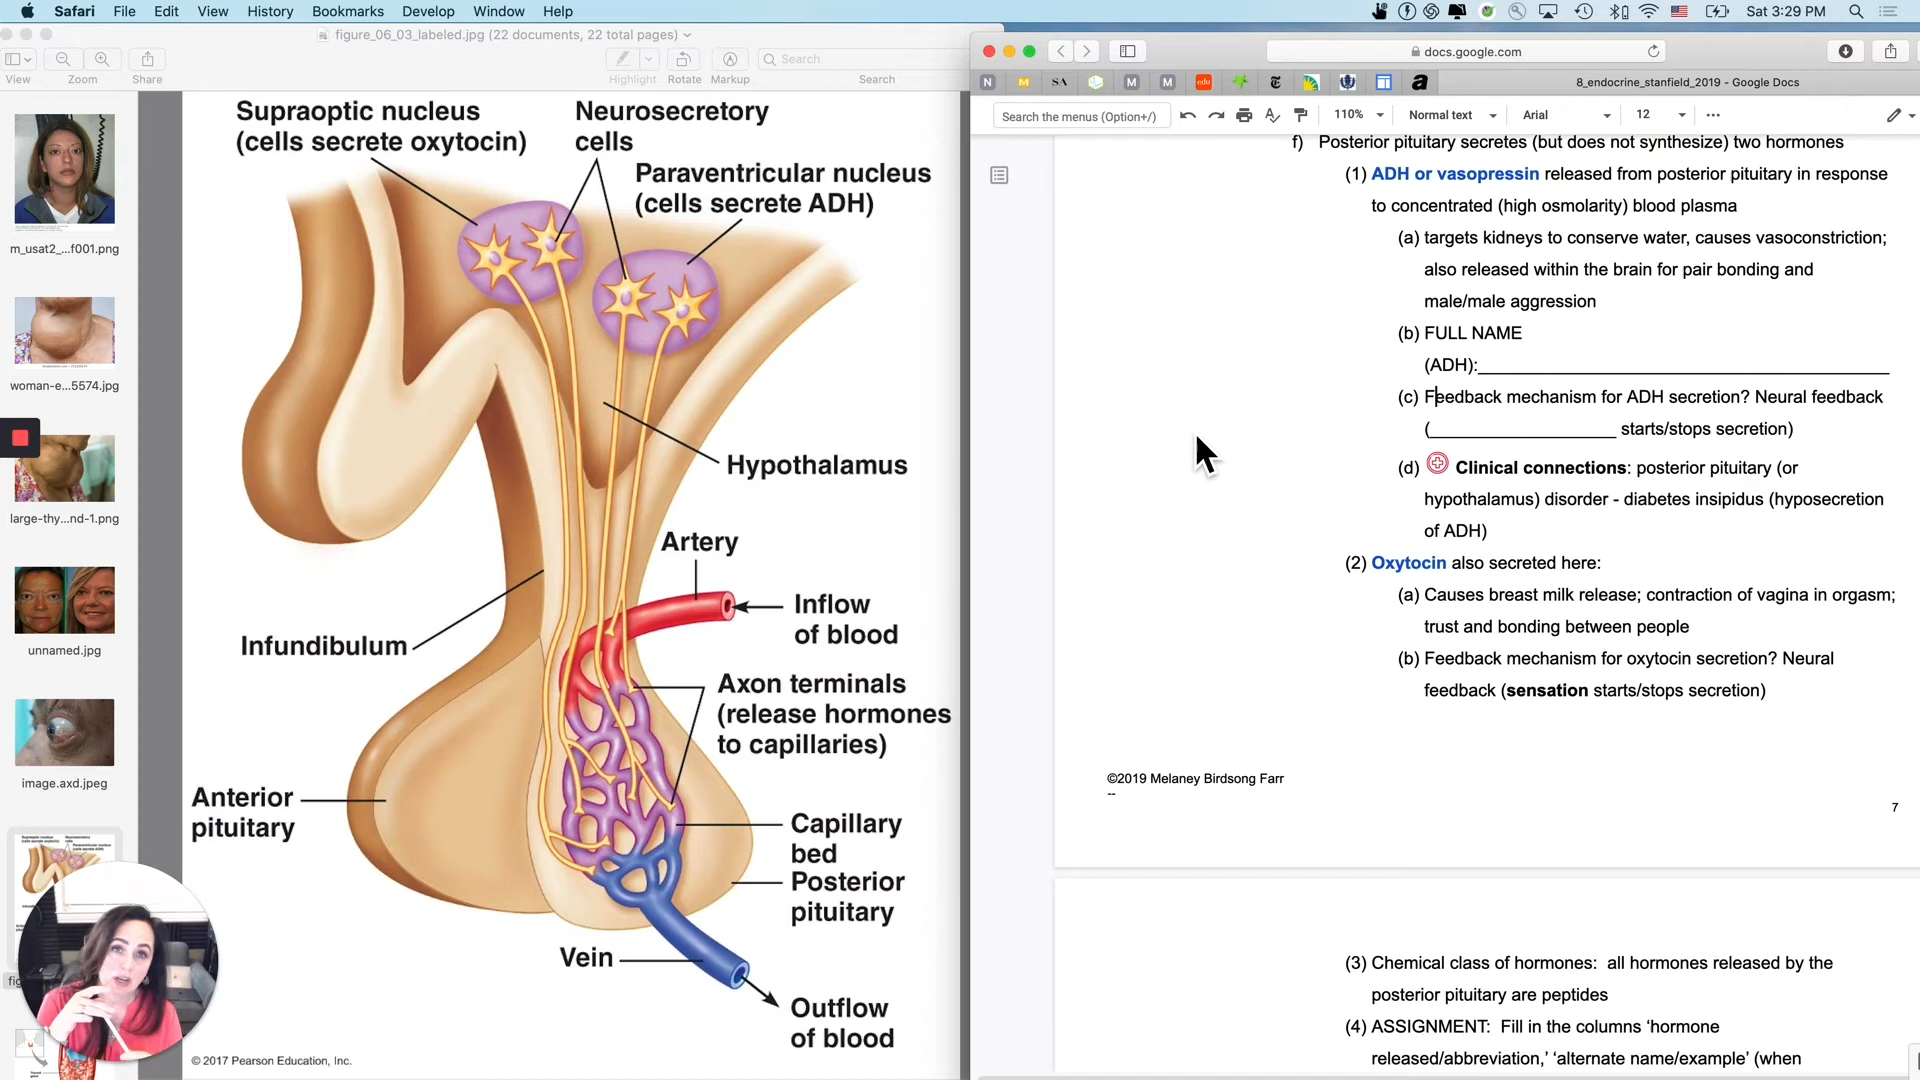 Safari File Edit View History Bookmarks Develop Window Help
Sat 3:29 PM
figure_06_03_labeled.jpg (22 documents, 22 total pages)
View
Zoom
Share
Highlight
Rotate
Markup
Search
Search
m_usat2_...f001.png
woman-e...5574.jpg
large-thy...nd-1.png
unnamed.jpg
image.axd.jpeg
Supraoptic nucleus
(cells secrete oxytocin)
Neurosecretory
cells
Paraventricular nucleus
(cells secrete ADH)
Hypothalamus
Artery
Inflow
of blood
Infundibulum
Axon terminals
(release hormones
to capillaries)
Anterior
pituitary
Capillary
bed
Posterior
pituitary
Vein
Outflow
of blood
© 2017 Pearson Education, Inc.
docs.google.com
N M SA M M edu T a
8_endocrine_stanfield_2019 - Google Docs
Search the menus (Option+/)
110% Normal text Arial 12
f) Posterior pituitary secretes (but does not synthesize) two hormones
(1) ADH or vasopressin released from posterior pituitary in response
to concentrated (high osmolarity) blood plasma
(a) targets kidneys to conserve water, causes vasoconstriction;
also released within the brain for pair bonding and
male/male aggression
(b) FULL NAME
(ADH):_______________________________________
(c) Feedback mechanism for ADH secretion? Neural feedback
(__________________ starts/stops secretion)
(d) Clinical connections: posterior pituitary (or
hypothalamus) disorder - diabetes insipidus (hyposecretion
of ADH)
(2) Oxytocin also secreted here:
(a) Causes breast milk release; contraction of vagina in orgasm;
trust and bonding between people
(b) Feedback mechanism for oxytocin secretion? Neural
feedback (sensation starts/stops secretion)
©2019 Melaney Birdsong Farr
--
7
(3) Chemical class of hormones: all hormones released by the
posterior pituitary are peptides
(4) ASSIGNMENT: Fill in the columns ‘hormone
released/abbreviation,’ ‘alternate name/example’ (when